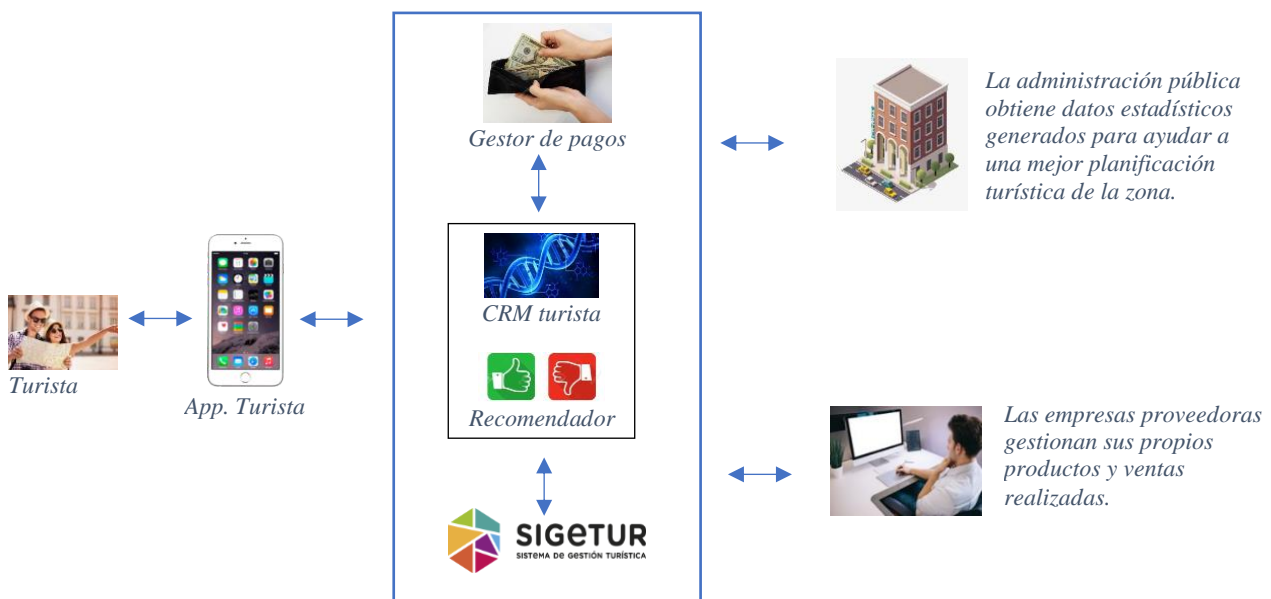 Gestor de pagos
La administración pública
obtiene datos estadísticos
generados para ayudar a
una mejor planificación
turística de la zona.
CRM turista
Turista
App. Turista
Recomendador
Las empresas proveedoras
gestionan sus propios
productos y ventas
realizadas.
SIGeTUR
SISTEMA DE GESTIÓN TURÍSTICA